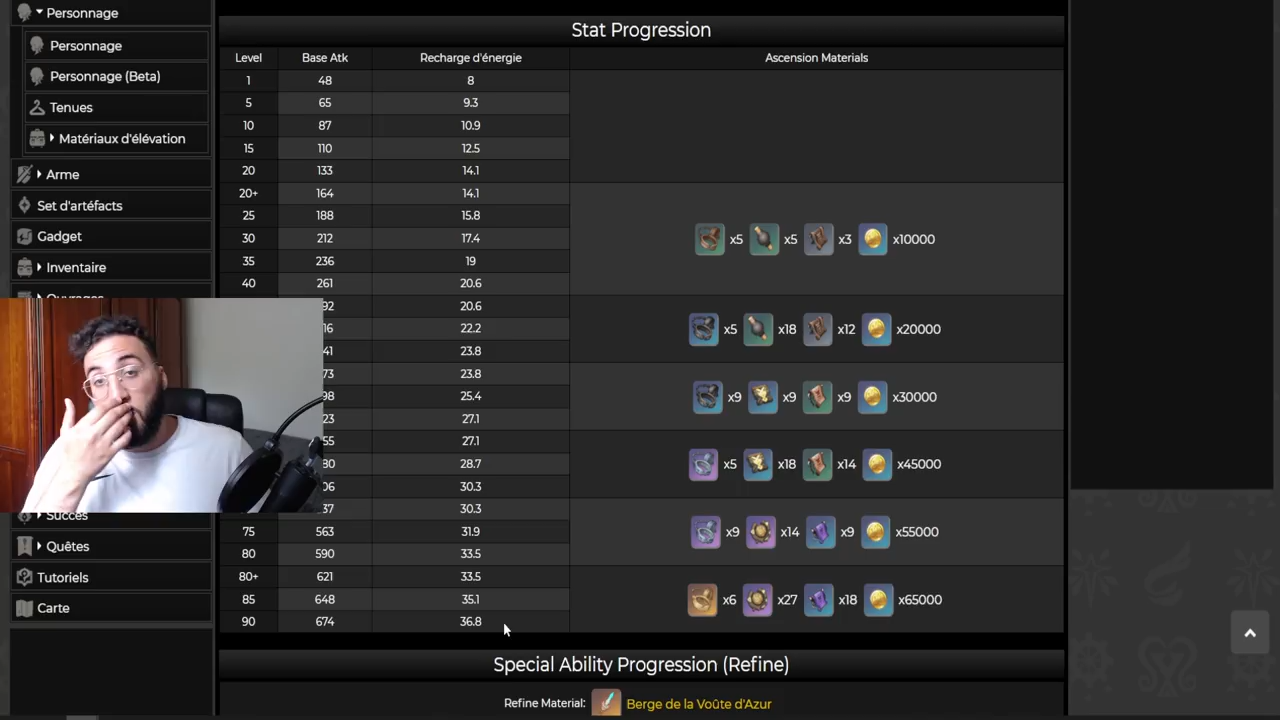 Personnage
Personnage
Personnage (Beta)
Tenues
Matériaux d'élévation
Arme
Set d'artéfacts
Gadget
Inventaire
Quêtes
Tutoriels
Carte
Stat Progression
Level Base Atk Recharge d'énergie Ascension Materials
1 48 8
5 65 9.3
10 87 10.9
15 110 12.5
20 133 14.1
20+ 164 14.1
25 188 15.8
30 212 17.4
35 236 19
40 261 20.6
x5 x5 x3 x10000
20.6
22.2
23.8
x5 x18 x12 x20000
23.8
25.4
27.1
x9 x9 x9 x30000
27.1
28.7
30.3
x5 x18 x14 x45000
30.3
75 563 31.9
80 590 33.5
x9 x14 x9 x55000
80+ 621 33.5
85 648 35.1
90 674 36.8
x6 x27 x18 x65000
Special Ability Progression (Refine)
Refine Material: Berge de la Voûte d'Azur